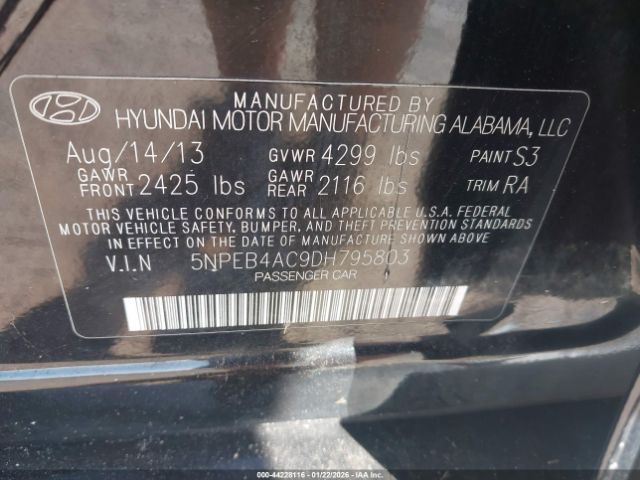 MANUFACTURED BY
HYUNDAI MOTOR MANUFACTURING ALABAMA, LLC
Aug/14/13 GVWR 4299 lbs PAINT S3
GAWR FRONT 2425 lbs GAWR REAR 2116 lbs TRIM RA
THIS VEHICLE CONFORMS TO ALL APPLICABLE U.S.A. FEDERAL
MOTOR VEHICLE SAFETY, BUMPER, AND THEFT PREVENTION STANDARDS
IN EFFECT ON THE DATE OF MANUFACTURE SHOWN ABOVE.
V.I.N 5NPEB4AC9DH795803
PASSENGER CAR
000-44228116 - 01/22/2026 - IAAI.CA